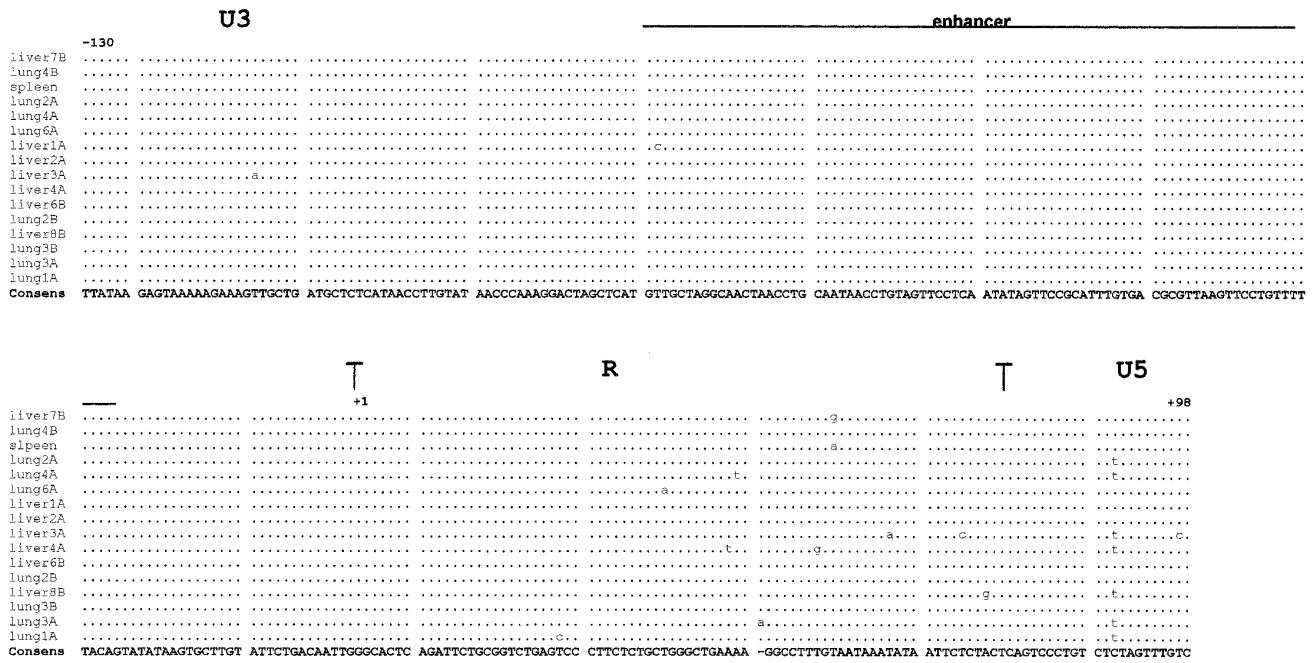 U3
enhancer
-130
liver7B ...... .................... .................... .................... .................... .................... .................... ...................
lung4B ...... .................... .................... .................... .................... .................... .................... ...................
spleen ...... .................... .................... .................... .................... .................... .................... ...................
lung2A ...... .................... .................... .................... .................... .................... .................... ...................
lung4A ...... .................... .................... .................... .................... .................... .................... ...................
lung6A ...... .................... .................... .................... .................... .................... .................... ...................
liver1A ...... .................... .................... .................... .c.................. .................... .................... ...................
liver2A ...... .................... .................... .................... .................... .................... .................... ...................
liver3A ...... ..............a..... .................... .................... .................... .................... .................... ...................
liver4A ...... .................... .................... .................... .................... .................... .................... ...................
liver6B ...... .................... .................... .................... .................... .................... .................... ...................
lung2B ...... .................... .................... .................... .................... .................... .................... ...................
liver8B ...... .................... .................... .................... .................... .................... .................... ...................
lung3B ...... .................... .................... .................... .................... .................... .................... ...................
lung3A ...... .................... .................... .................... .................... .................... .................... ...................
lung1A ...... .................... .................... .................... .................... .................... .................... ...................
Consens TTATAA GAGTAAAAAGAAAGTTGCTG ATGCTCTCATAACCTTGTAT AACCCAAAGGACTAGCTCAT GTTGCTAGGCAACTAACCTG CAATAACCTGTAGTTCCTCA ATATAGTTCCGCATTTGTGA CGCGTTAAGTTCCTGTTTT
R U5
+1 +98
liver7B .................... .................... .................... .................... .........g.......... .................... ............
lung4B .................... .................... .................... .................... .................... .................... ............
slpeen .................... .................... .................... .................... .........a.......... .................... ............
lung2A .................... .................... .................... .................... .................... .................... .t..........
lung4A .................... .................... .................... ..................t. .................... .................... .t..........
lung6A .................... .................... .................... .........a.......... .................... .................... ............
liver1A .................... .................... .................... .................... .................... .................... ............
liver2A .................... .................... .................... .................... .................... .................... ............
liver3A .................... .................... .................... .................... ................a... ....c............... .t........c.
liver4A .................... .................... .................... .................t.. .......g............ .................... .t..........
liver6B .................... .................... .................... .................... .................... .................... ............
lung2B .................... .................... .................... .................... .................... .................... ............
liver8B .................... .................... .................... .................... .................... .......g............ .t..........
lung3B .................... .................... .................... .................... .................... .................... ............
lung3A .................... .................... .................... .................... a................... .................... .t..........
lung1A .................... .................... .................c.. .................... .................... .................... .t..........
Consens TACAGTATATAAGTGCTTGT ATTCTGACAATTGGGCACTC AGATTCTGCGGTCTGAGTCC CTTCTCTGCTGGGCTGAAAA -GGCCTTTGTAATAAATATA ATTCTCTACTCAGTCCCTGT CTCTAGTTTGTC